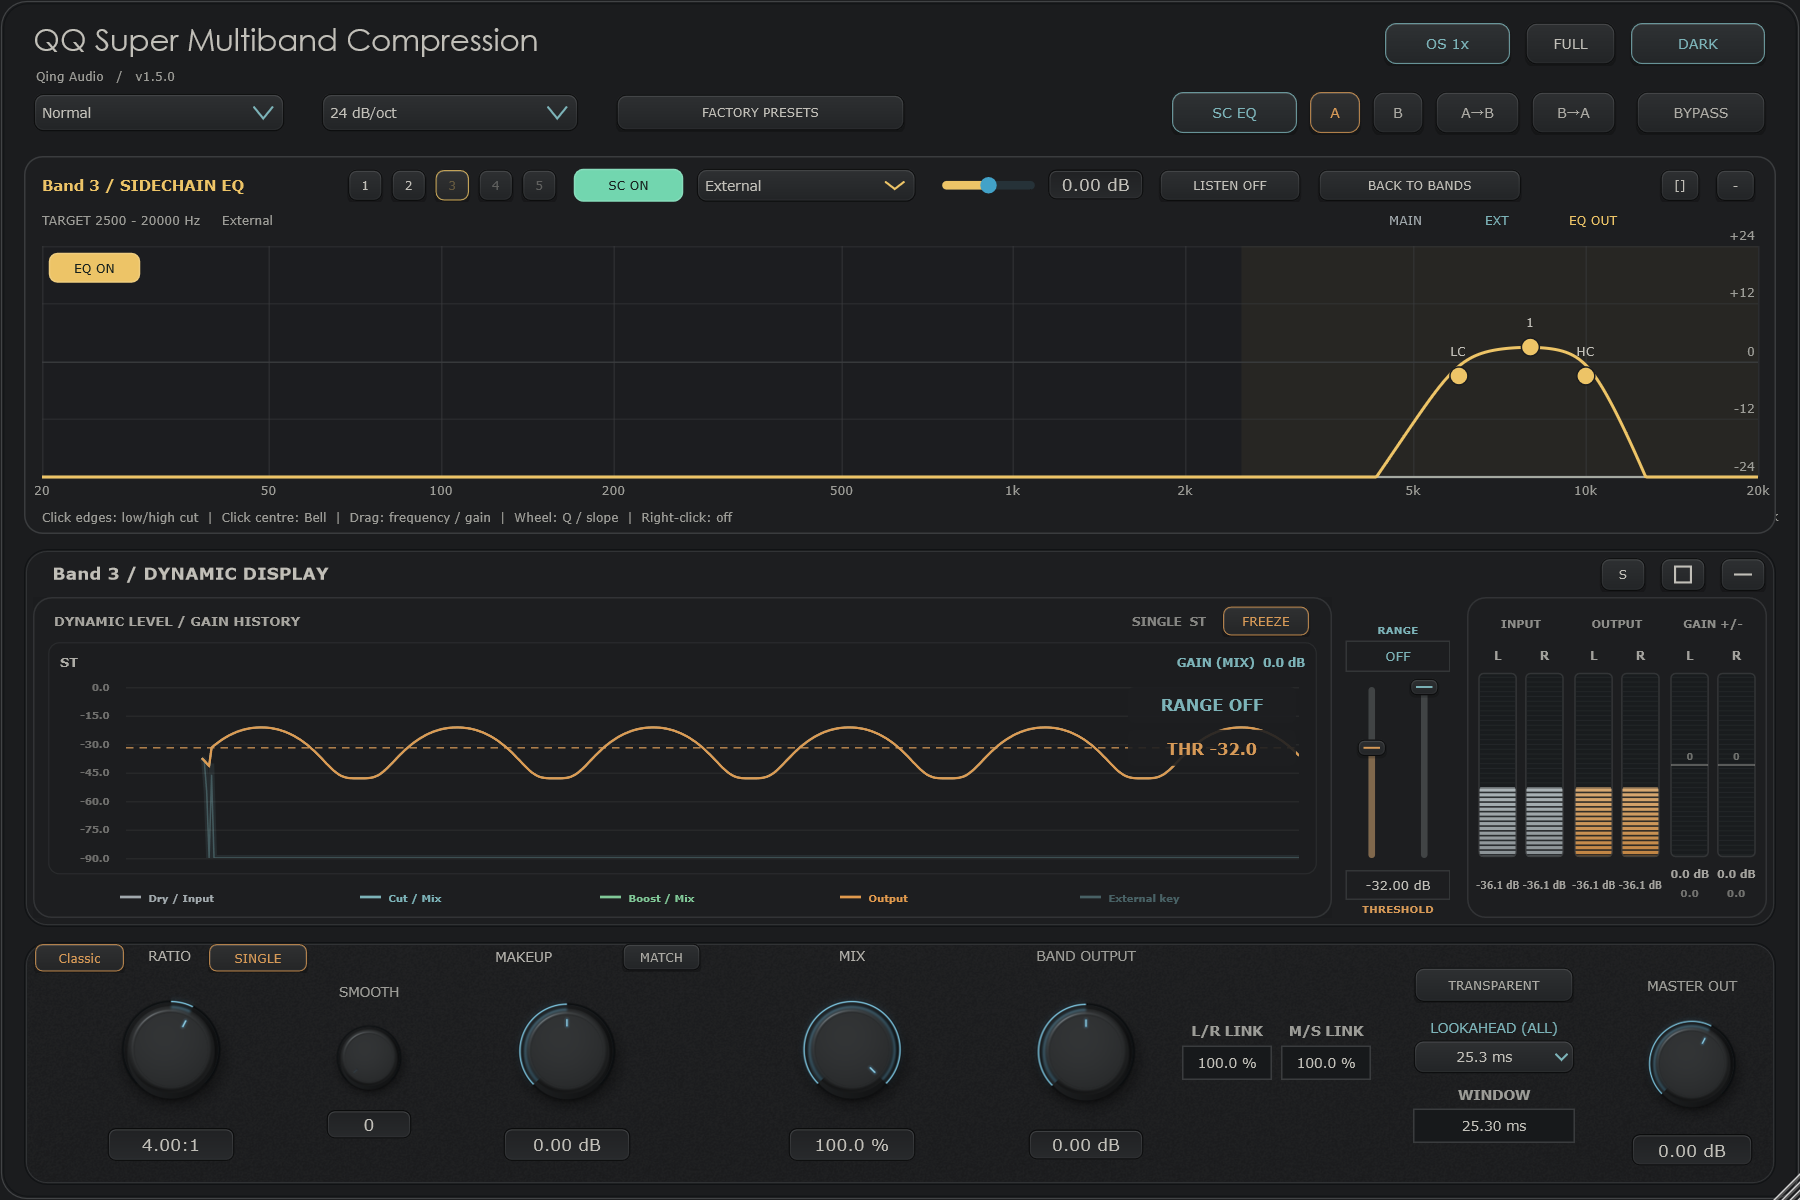 QQ Super Multiband Compression
OS 1x
FULL
DARK
Qing Audio / v1.5.0
Normal
24 dB/oct
FACTORY PRESETS
SC EQ
A
B
A→B
B→A
BYPASS
Band 3 / SIDECHAIN EQ
1
2
3
4
5
SC ON
External
0.00 dB
LISTEN OFF
BACK TO BANDS
[]
-
TARGET 2500 - 20000 Hz External
MAIN
EXT
EQ OUT
+24
EQ ON
+12
1
LC
HC
0
-12
-24
20
50
100
200
500
1k
2k
5k
10k
20k
Click edges: low/high cut | Click centre: Bell | Drag: frequency / gain | Wheel: Q / slope | Right-click: off
Band 3 / DYNAMIC DISPLAY
S
DYNAMIC LEVEL / GAIN HISTORY
SINGLE ST
FREEZE
ST
GAIN (MIX) 0.0 dB
0.0
RANGE OFF
-15.0
-30.0
THR -32.0
-45.0
-60.0
-75.0
-90.0
Dry / Input
Cut / Mix
Boost / Mix
Output
External key
RANGE
OFF
-32.00 dB
THRESHOLD
INPUT
OUTPUT
GAIN +/-
L
R
L
R
L
R
0
0
-36.1 dB
-36.1 dB
-36.1 dB
-36.1 dB
0.0 dB
0.0 dB
0.0
0.0
Classic
RATIO
SINGLE
SMOOTH
4.00:1
0
MAKEUP
MATCH
0.00 dB
MIX
100.0 %
BAND OUTPUT
0.00 dB
L/R LINK
M/S LINK
100.0 %
100.0 %
TRANSPARENT
LOOKAHEAD (ALL)
25.3 ms
WINDOW
25.30 ms
MASTER OUT
0.00 dB